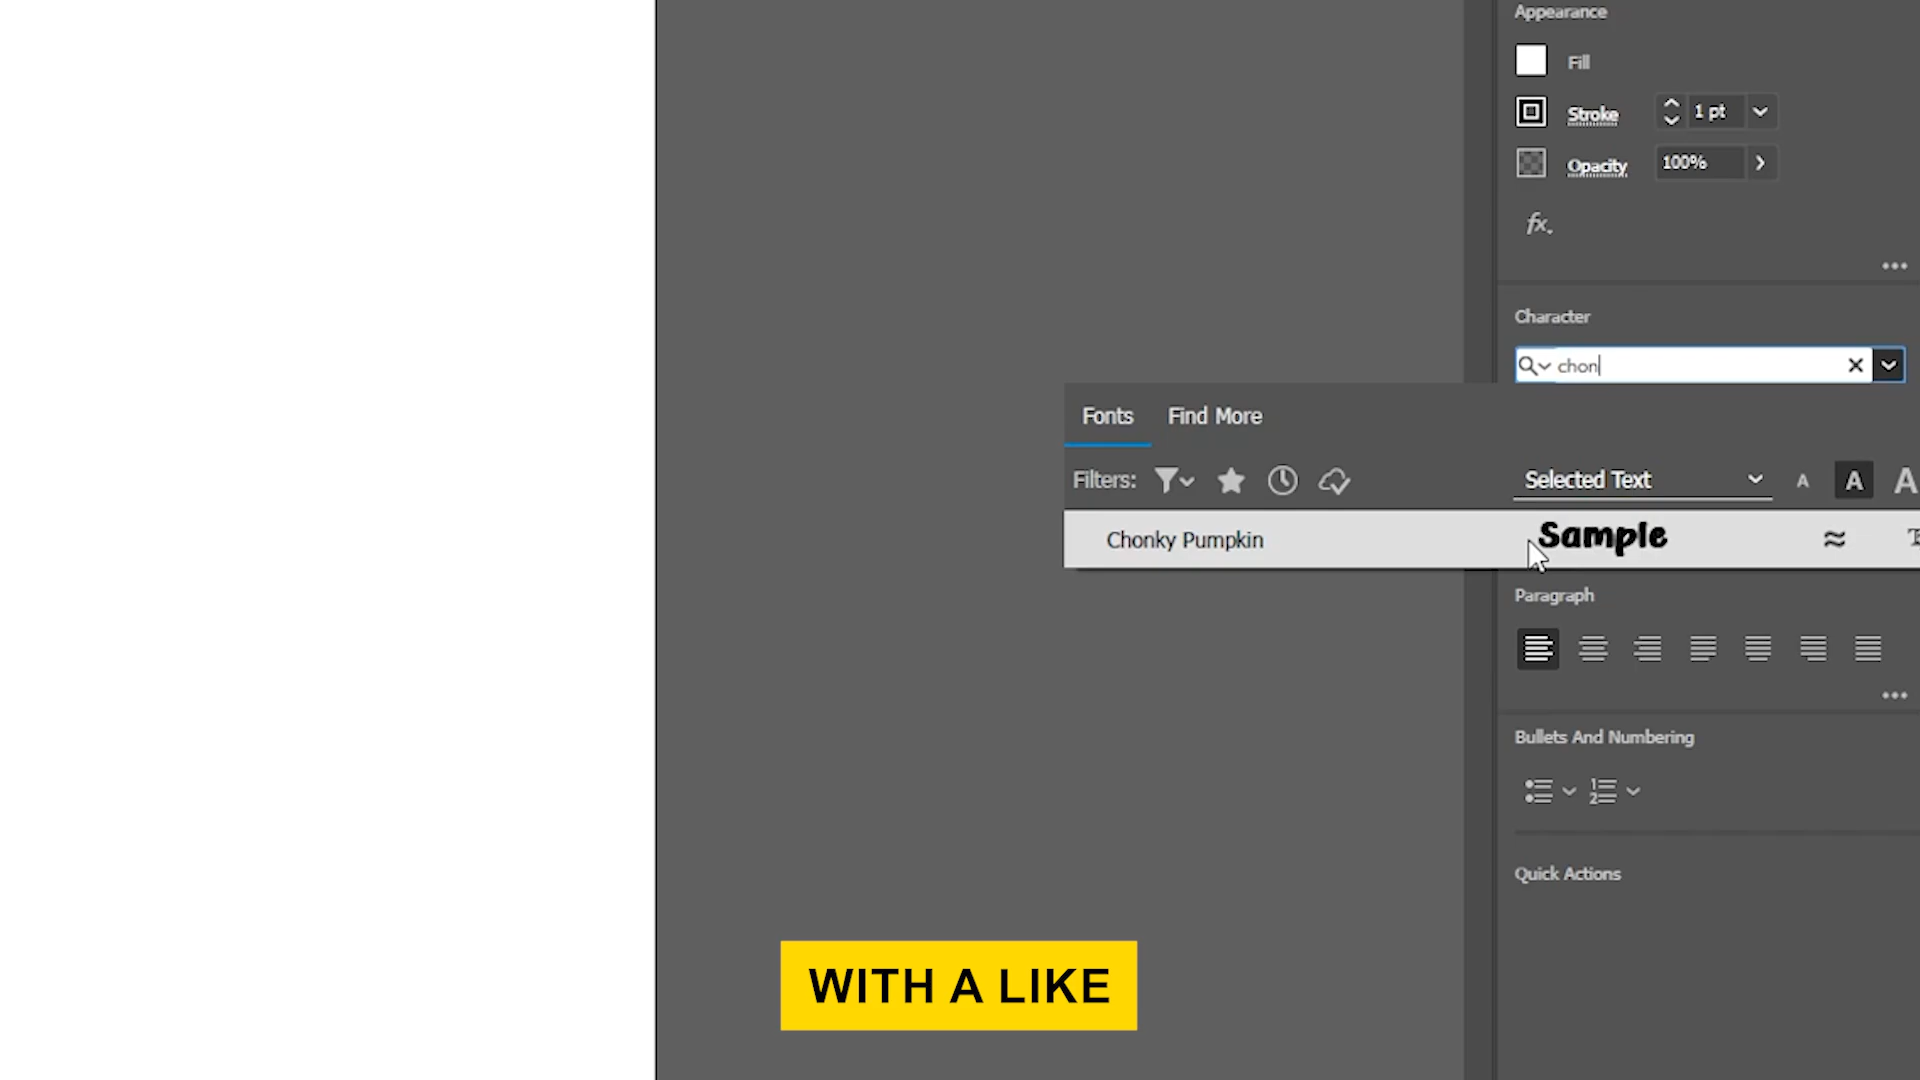 Appearance
Fill
Stroke
1 pt
Opacity
100%
fx.
Character
chon
Fonts
Find More
Filters:
Selected Text
A
A
A
Chonky Pumpkin
Sample
Paragraph
Bullets And Numbering
Quick Actions
WITH A LIKE